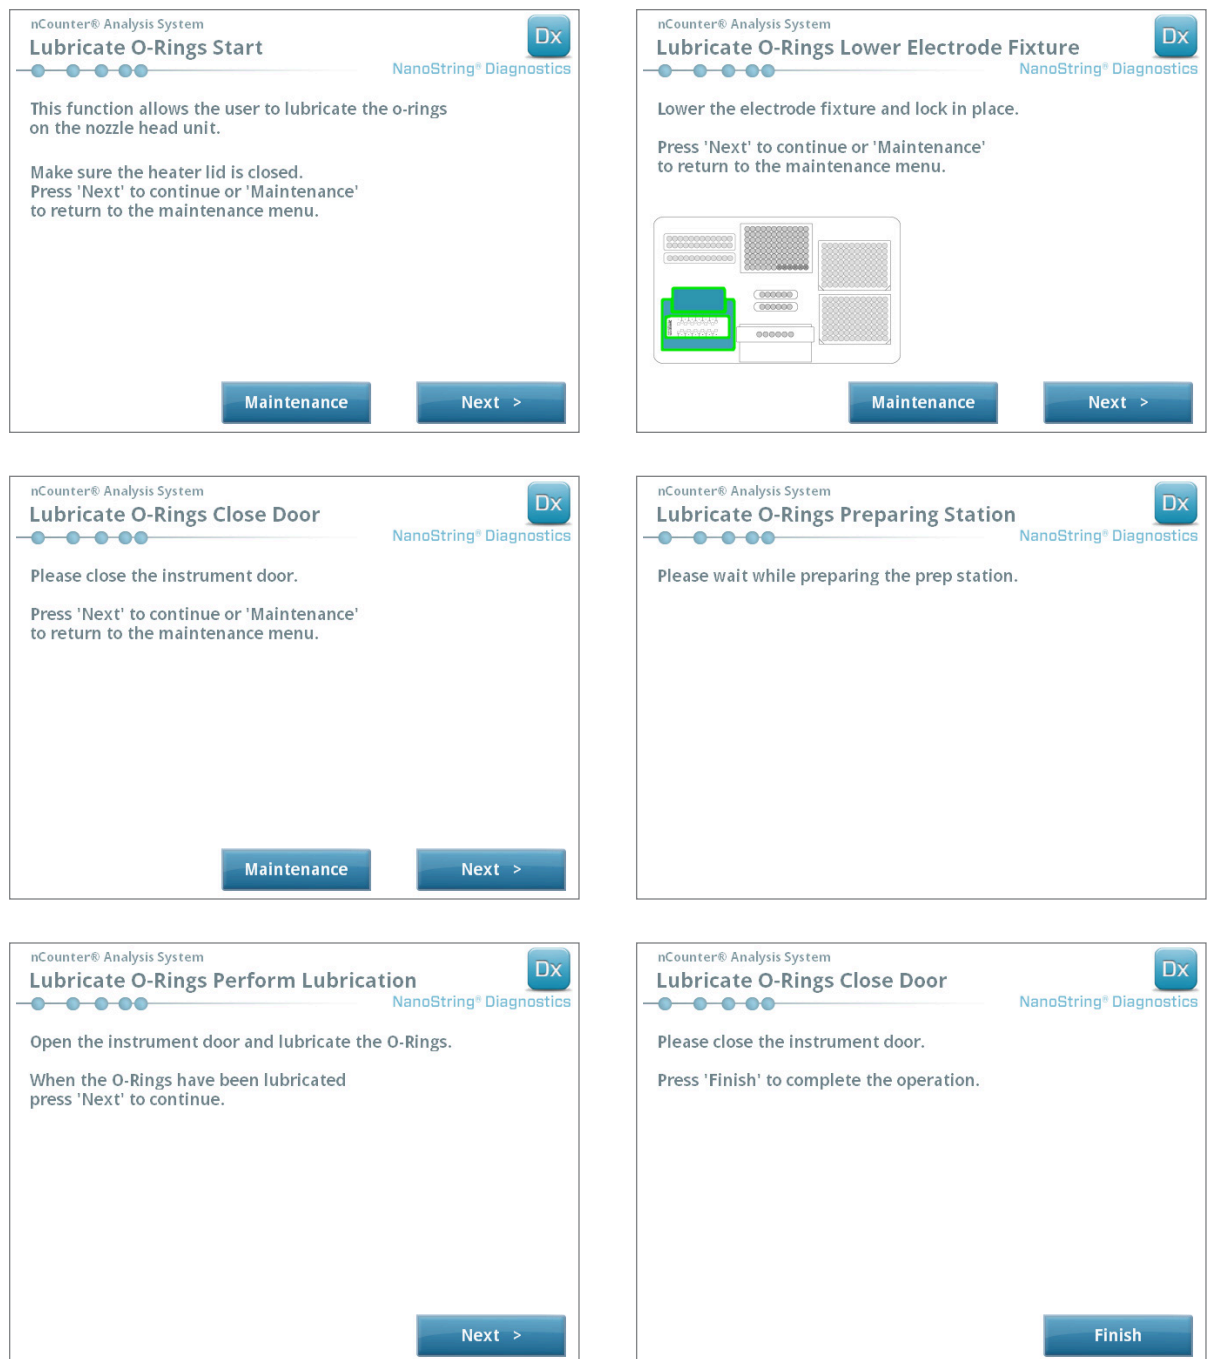 nCounter® Analysis System
Lubricate O-Rings Start
Dx
NanoString® Diagnostics
This function allows the user to lubricate the o-rings
on the nozzle head unit.
Make sure the heater lid is closed.
Press 'Next' to continue or 'Maintenance'
to return to the maintenance menu.
Maintenance
Next >
nCounter® Analysis System
Lubricate O-Rings Lower Electrode Fixture
Dx
NanoString® Diagnostics
Lower the electrode fixture and lock in place.
Press 'Next' to continue or 'Maintenance'
to return to the maintenance menu.
Maintenance
Next >
nCounter® Analysis System
Lubricate O-Rings Close Door
Dx
NanoString® Diagnostics
Please close the instrument door.
Press 'Next' to continue or 'Maintenance'
to return to the maintenance menu.
Maintenance
Next >
nCounter® Analysis System
Lubricate O-Rings Preparing Station
Dx
NanoString® Diagnostics
Please wait while preparing the prep station.
nCounter® Analysis System
Lubricate O-Rings Perform Lubrication
Dx
NanoString® Diagnostics
Open the instrument door and lubricate the O-Rings.
When the O-Rings have been lubricated
press 'Next' to continue.
Next >
nCounter® Analysis System
Lubricate O-Rings Close Door
Dx
NanoString® Diagnostics
Please close the instrument door.
Press 'Finish' to complete the operation.
Finish